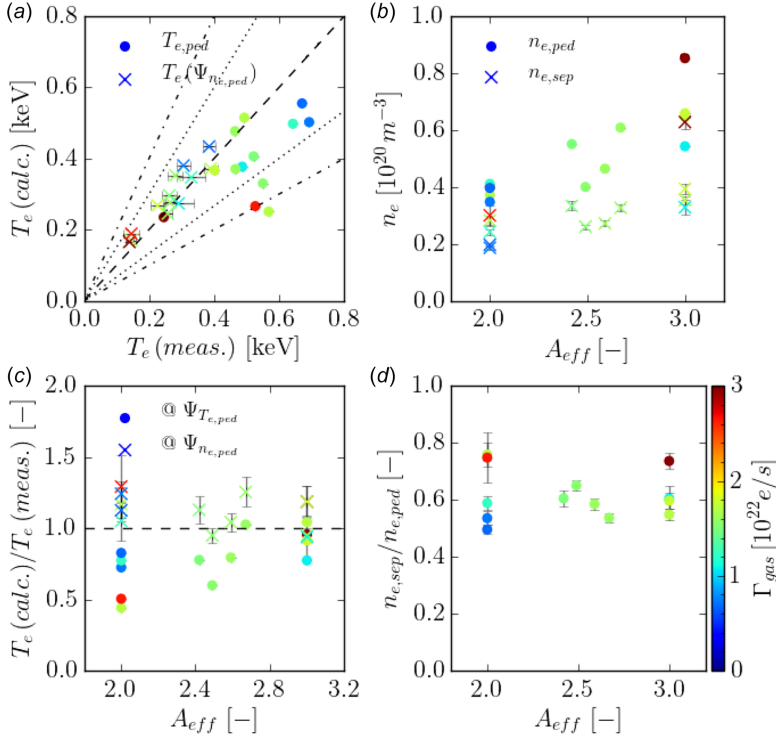 (a)
T_e,ped
T_e(Ψ_n_e,ped)
T_e (calc.) [keV]
0.8
0.6
0.4
0.2
0.0
0.0 0.2 0.4 0.6 0.8
T_e (meas.) [keV]
(b)
n_e,ped
n_e,sep
n_e [10^20 m^−3]
1.0
0.8
0.6
0.4
0.2
0.0
2.0 2.5 3.0
A_eff [−]
(c)
@ Ψ_T_e,ped
@ Ψ_n_e,ped
T_e (calc.)/T_e (meas.) [−]
2.0
1.5
1.0
0.5
0.0
2.0 2.4 2.8 3.2
A_eff [−]
(d)
n_e,sep/n_e,ped [−]
1.0
0.8
0.6
0.4
0.2
0.0
2.0 2.5 3.0
A_eff [−]
3
2
1
0
Γ_gas [10^22 e/s]